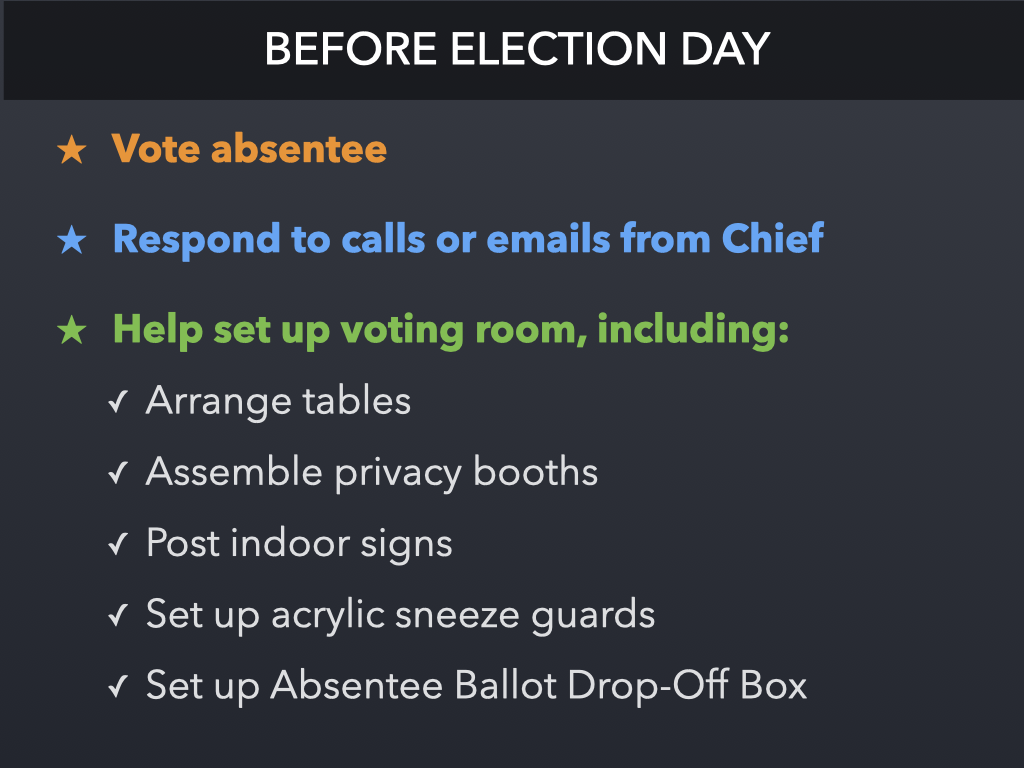 BEFORE ELECTION DAY
★ Vote absentee
★ Respond to calls or emails from Chief
★ Help set up voting room, including:
✓ Arrange tables
✓ Assemble privacy booths
✓ Post indoor signs
✓ Set up acrylic sneeze guards
✓ Set up Absentee Ballot Drop-Off Box